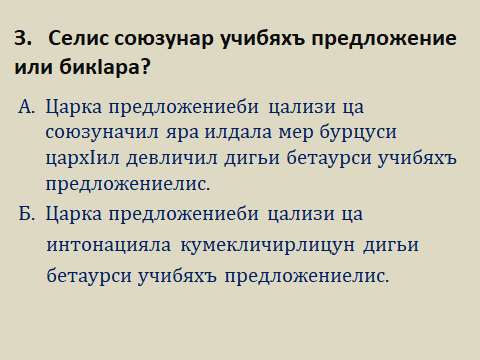 3. Селис союзунар учибяхъ предложение
или бикIара?
А. Царка предложениеби цализи ца
союзуначил яра илдала мер бурцуси
цархIил девличил дигьи бетаурси учибяхъ
предложениелис.
Б. Царка предложениеби цализи ца
интонацияла кумекличирлицун дигьи
бетаурси учибяхъ предложениелис.